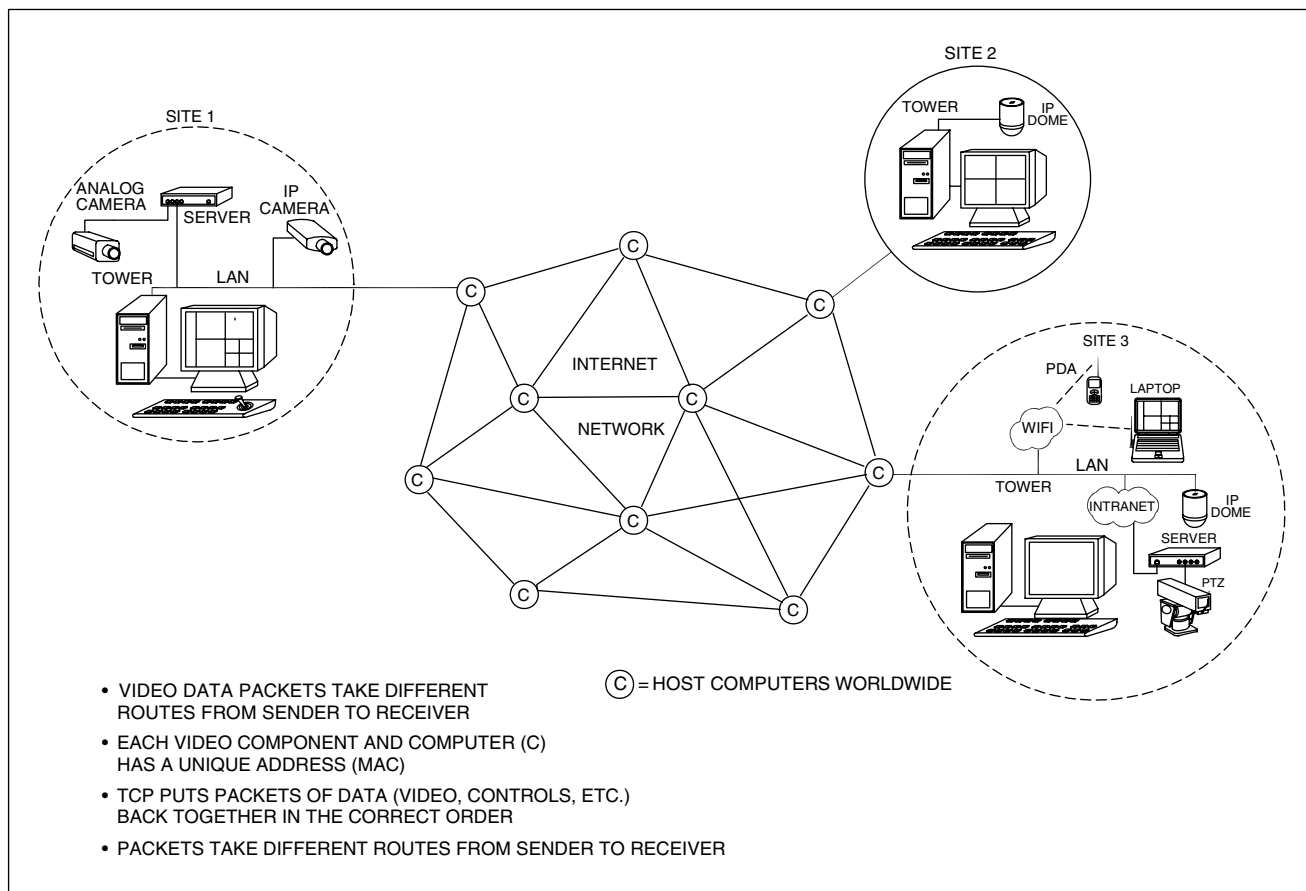 SITE 1
ANALOG
CAMERA
SERVER
IP
CAMERA
TOWER
LAN
SITE 2
TOWER
IP
DOME
C
C
C
C
INTERNET
C
C
NETWORK
C
C
C
C
C
SITE 3
PDA
LAPTOP
WIFI
LAN
TOWER
INTRANET
IP
DOME
SERVER
PTZ
• VIDEO DATA PACKETS TAKE DIFFERENT
ROUTES FROM SENDER TO RECEIVER
• EACH VIDEO COMPONENT AND COMPUTER (C)
HAS A UNIQUE ADDRESS (MAC)
• TCP PUTS PACKETS OF DATA (VIDEO, CONTROLS, ETC.)
BACK TOGETHER IN THE CORRECT ORDER
• PACKETS TAKE DIFFERENT ROUTES FROM SENDER TO RECEIVER
C = HOST COMPUTERS WORLDWIDE